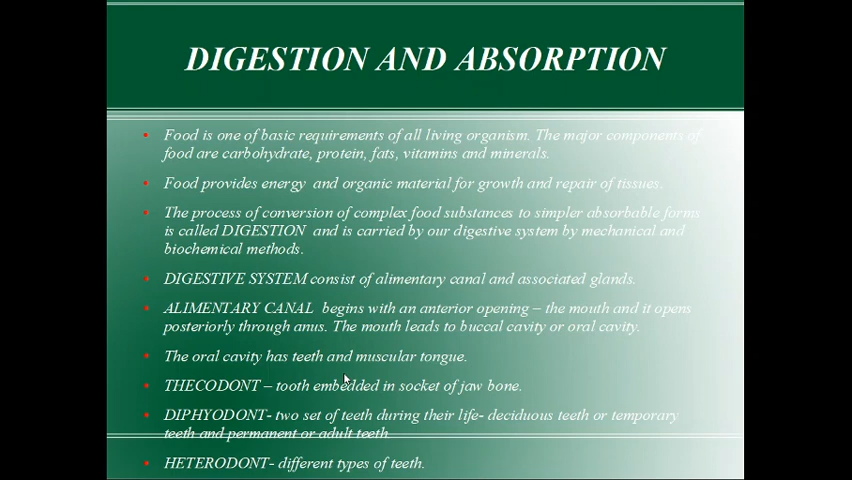 DIGESTION AND ABSORPTION
• Food is one of basic requirements of all living organism. The major components of
food are carbohydrate, protein, fats, vitamins and minerals.
• Food provides energy and organic material for growth and repair of tissues.
• The process of conversion of complex food substances to simpler absorbable forms
is called DIGESTION and is carried by our digestive system by mechanical and
biochemical methods.
• DIGESTIVE SYSTEM consist of alimentary canal and associated glands.
• ALIMENTARY CANAL begins with an anterior opening – the mouth and it opens
posteriorly through anus. The mouth leads to buccal cavity or oral cavity.
• The oral cavity has teeth and muscular tongue.
• THECODONT – tooth embedded in socket of jaw bone.
• DIPHYODONT- two set of teeth during their life- deciduous teeth or temporary
teeth and permanent or adult teeth.
• HETERODONT- different types of teeth.